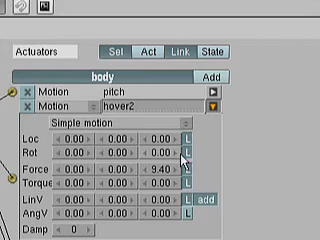 Actuators Sel Act Link State
body Add
Motion pitch
Motion hover2
Simple motion
Loc 0.00 0.00 0.00 L
Rot 0.00 0.00 0.00 L
Force 0.00 0.00 9.40 L
Torque 0.00 0.00 0.00 L
LinV 0.00 0.00 0.00 L add
AngV 0.00 0.00 0.00 L
Damp 0